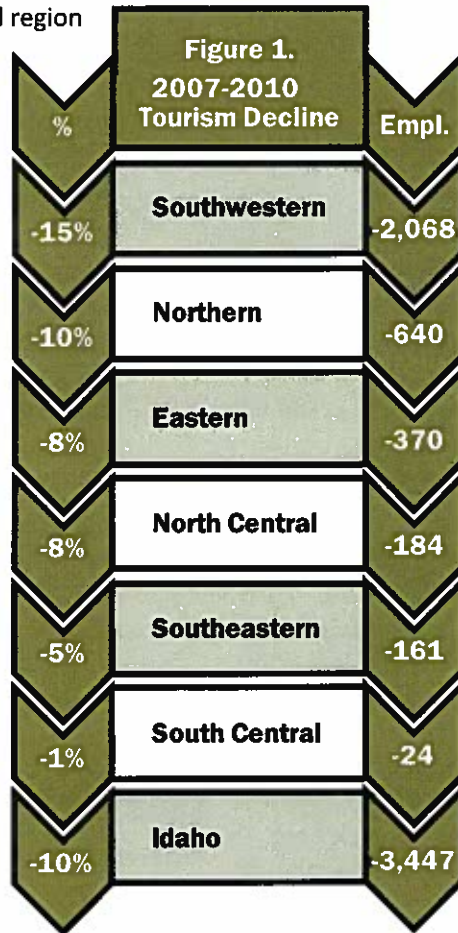 region
Figure 1.
2007-2010
% Tourism Decline Empl.
-15% Southwestern -2,068
-10% Northern -640
-8% Eastern -370
-8% North Central -184
-5% Southeastern -161
-1% South Central -24
-10% Idaho -3,447